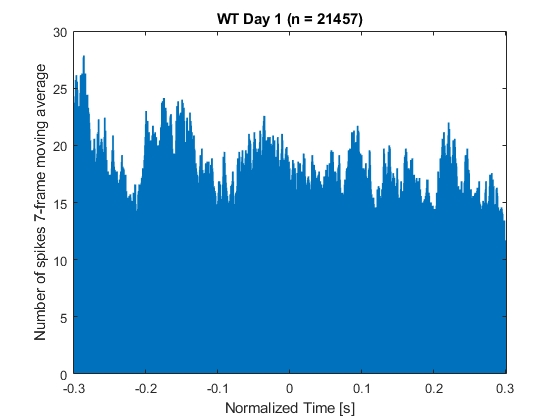 WT Day 1 (n = 21457)
Number of spikes 7-frame moving average
30
25
20
15
10
5
0
-0.3 -0.2 -0.1 0 0.1 0.2 0.3
Normalized Time [s]